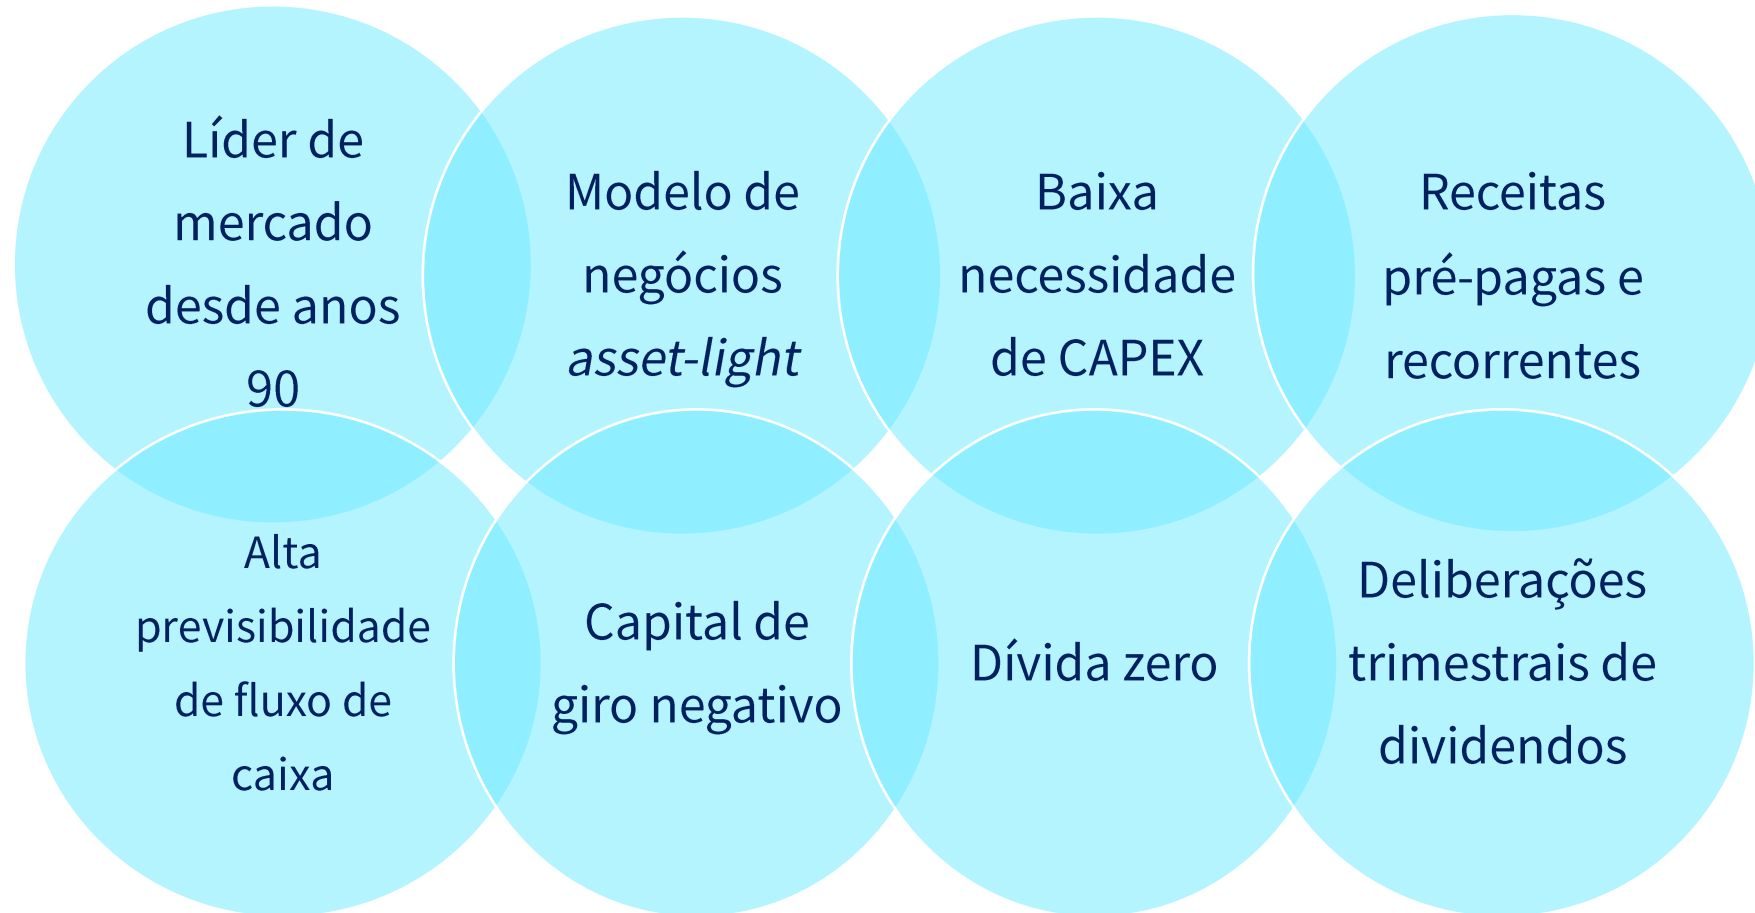 Líder de
mercado
desde anos
90
Modelo de
negócios
asset-light
Baixa
necessidade
de CAPEX
Receitas
pré-pagas e
recorrentes
Alta
previsibilidade
de fluxo de
caixa
Capital de
giro negativo
Dívida zero
Deliberações
trimestrais de
dividendos